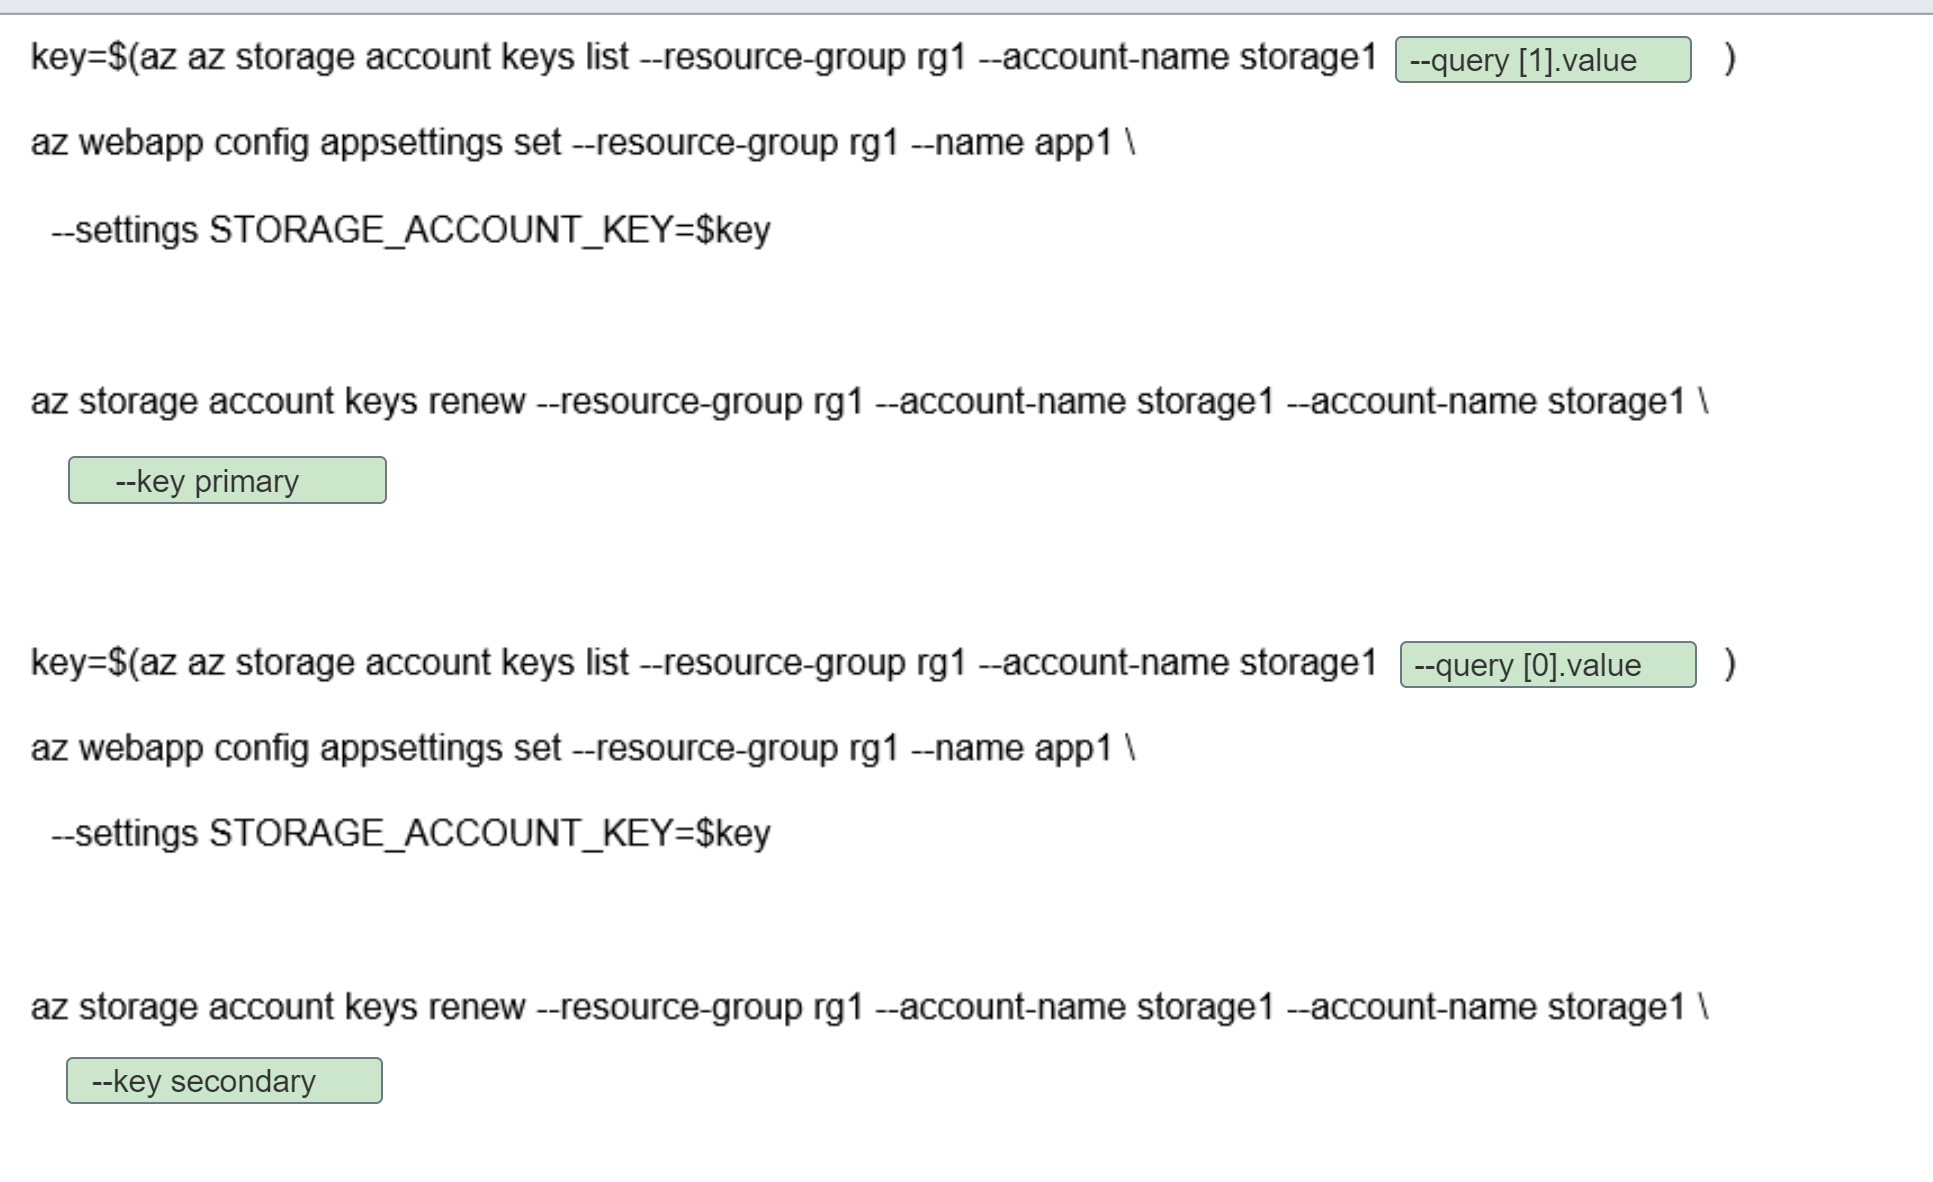 key=$(az az storage account keys list --resource-group rg1 --account-name storage1 --query [1].value )
az webapp config appsettings set --resource-group rg1 --name app1 \
--settings STORAGE_ACCOUNT_KEY=$key
az storage account keys renew --resource-group rg1 --account-name storage1 --account-name storage1 \
--key primary
key=$(az az storage account keys list --resource-group rg1 --account-name storage1 --query [0].value )
az webapp config appsettings set --resource-group rg1 --name app1 \
--settings STORAGE_ACCOUNT_KEY=$key
az storage account keys renew --resource-group rg1 --account-name storage1 --account-name storage1 \
--key secondary